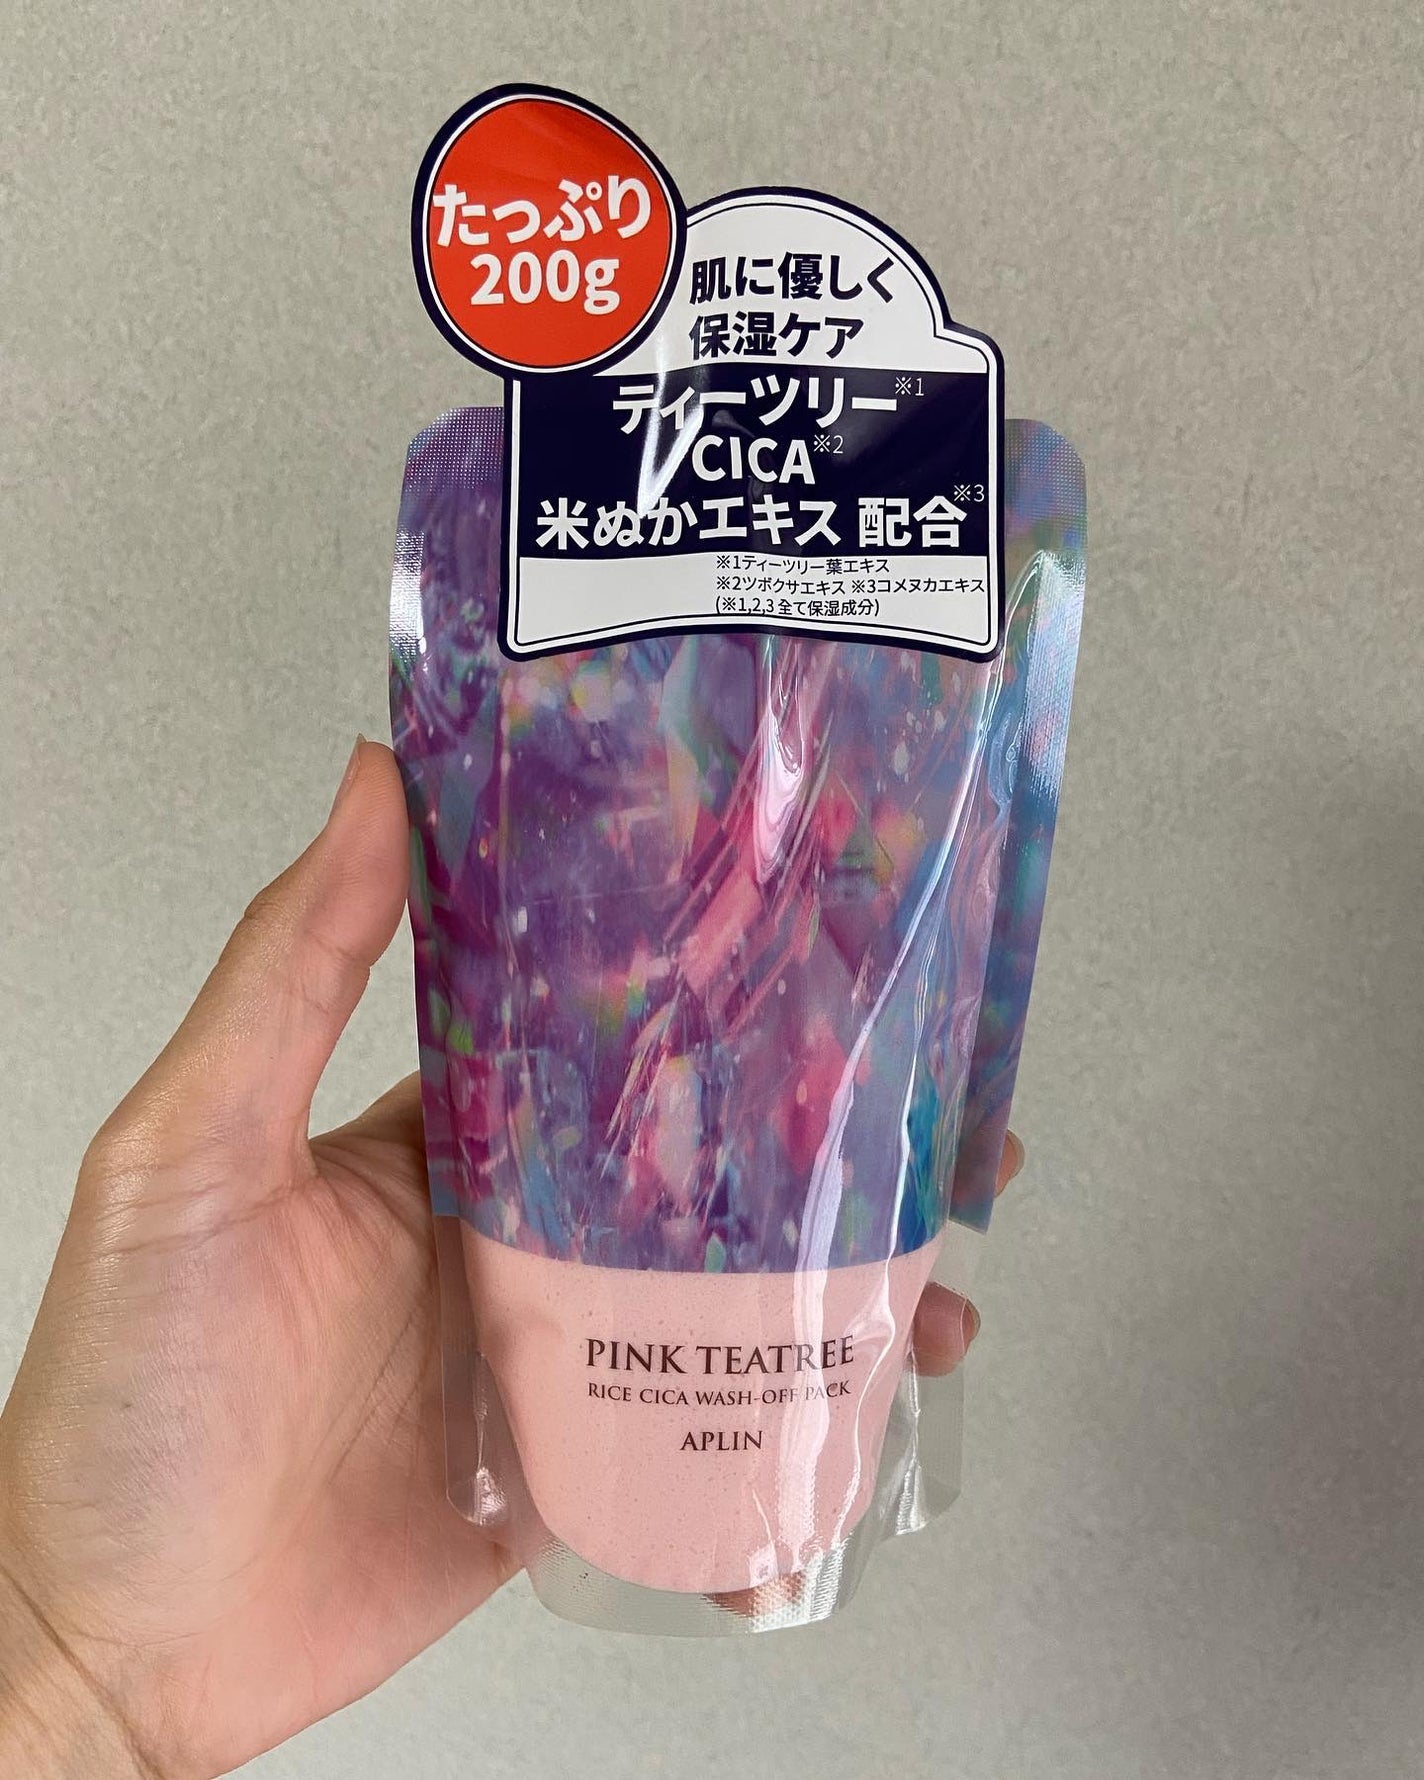 たっぷり
200g
肌に優しく
保湿ケア
ティーツリー※1
CICA※2
米ぬかエキス 配合※3
※1ティーツリー葉エキス
※2ツボクサエキス ※3コメヌカエキス
(※1,2,3 全て保湿成分)
PINK TEATREE
RICE CICA WASH-OFF PACK
APLIN